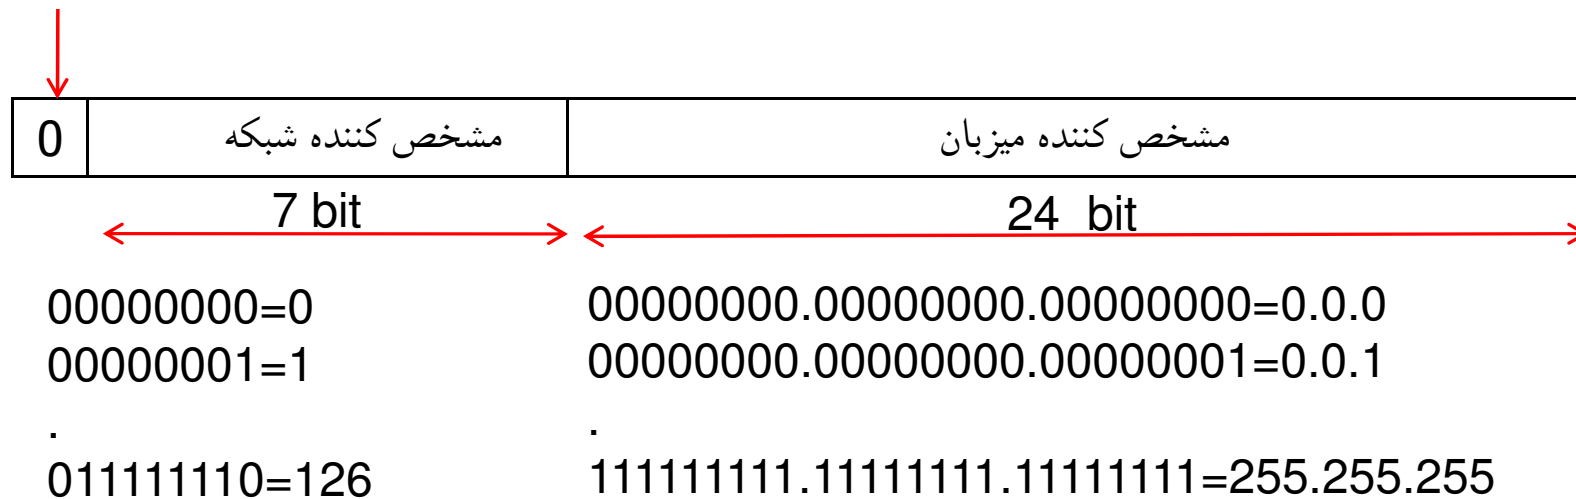 0 مشخص کننده شبکه مشخص کننده میزبان
7 bit 24 bit
00000000=0 00000000.00000000.00000000=0.0.0
00000001=1 00000000.00000000.00000001=0.0.1
. .
011111110=126 111111111.11111111.11111111=255.255.255